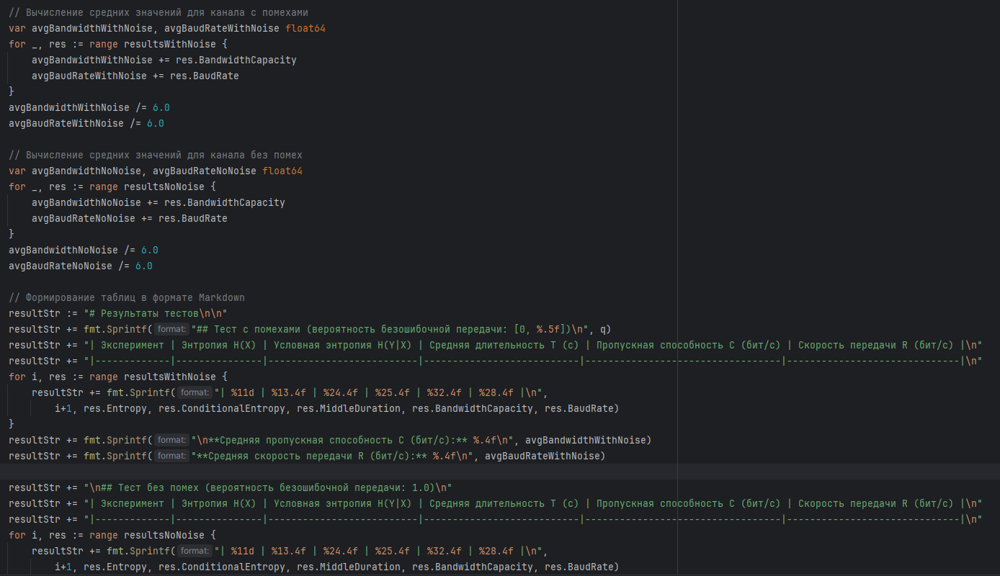 // Вычисление средних значений для канала с помехами
var avgBandwidthWithNoise, avgBaudRateWithNoise float64
for _, res := range resultsWithNoise {
    avgBandwidthWithNoise += res.BandwidthCapacity
    avgBaudRateWithNoise += res.BaudRate
}
avgBandwidthWithNoise /= 6.0
avgBaudRateWithNoise /= 6.0

// Вычисление средних значений для канала без помех
var avgBandwidthNoNoise, avgBaudRateNoNoise float64
for _, res := range resultsNoNoise {
    avgBandwidthNoNoise += res.BandwidthCapacity
    avgBaudRateNoNoise += res.BaudRate
}
avgBandwidthNoNoise /= 6.0
avgBaudRateNoNoise /= 6.0

// Формирование таблиц в формате Markdown
resultStr := "# Результаты тестов\n\n"
resultStr += fmt.Sprintf( format: "## Тест с помехами (вероятность безошибочной передачи: [0, %.5f])\n", q)
resultStr += "| Эксперимент | Энтропия H(X) | Условная энтропия H(Y|X) | Средняя длительность T (с) | Пропускная способность C (бит/с) | Скорость передачи R (бит/с) |\n"
resultStr += "|-------------|---------------|--------------------------|---------------------------|----------------------------------|------------------------------|\n"
for i, res := range resultsWithNoise {
    resultStr += fmt.Sprintf( format: "| %11d | %13.4f | %24.4f | %25.4f | %32.4f | %28.4f |\n",
        i+1, res.Entropy, res.ConditionalEntropy, res.MiddleDuration, res.BandwidthCapacity, res.BaudRate)
}
resultStr += fmt.Sprintf( format: "\n**Средняя пропускная способность C (бит/с):** %.4f\n", avgBandwidthWithNoise)
resultStr += fmt.Sprintf( format: "**Средняя скорость передачи R (бит/с):** %.4f\n", avgBaudRateWithNoise)

resultStr += "\n## Тест без помех (вероятность безошибочной передачи: 1.0)\n"
resultStr += "| Эксперимент | Энтропия H(X) | Условная энтропия H(Y|X) | Средняя длительность T (с) | Пропускная способность C (бит/с) | Скорость передачи R (бит/с) |\n"
resultStr += "|-------------|---------------|--------------------------|---------------------------|----------------------------------|------------------------------|\n"
for i, res := range resultsNoNoise {
    resultStr += fmt.Sprintf( format: "| %11d | %13.4f | %24.4f | %25.4f | %32.4f | %28.4f |\n",
        i+1, res.Entropy, res.ConditionalEntropy, res.MiddleDuration, res.BandwidthCapacity, res.BaudRate)